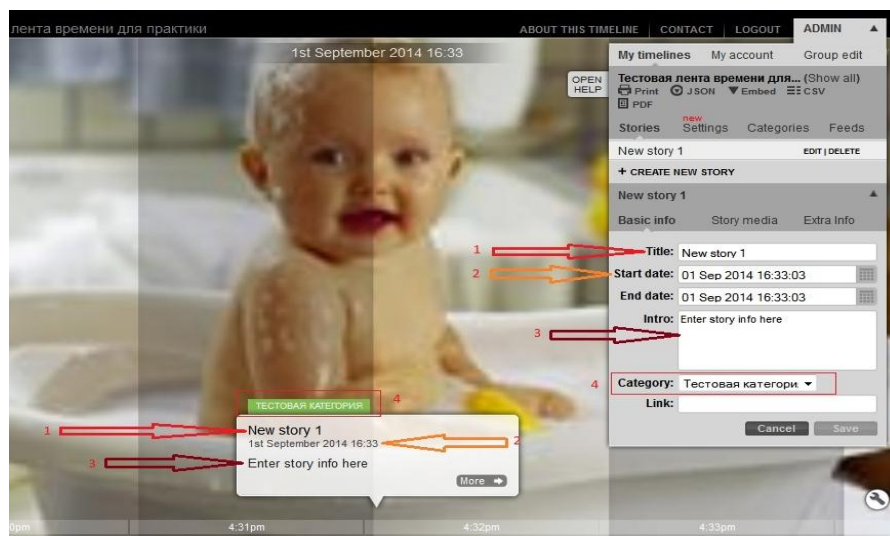 лента времени для практики
ABOUT THIS TIMELINE CONTACT LOGOUT ADMIN
1st September 2014 16:33
OPEN HELP
My timelines My account Group edit
Тестовая лента времени для... (Show all)
Print JSON Embed CSV
PDF
new
Stories Settings Categories Feeds
New story 1 EDIT | DELETE
+ CREATE NEW STORY
New story 1
Basic info Story media Extra Info
1 Title: New story 1
2 Start date: 01 Sep 2014 16:33:03
End date: 01 Sep 2014 16:33:03
Intro: Enter story info here
3
4 Category: Тестовая категори
Link:
Cancel Save
ТЕСТОВАЯ КАТЕГОРИЯ 4
1 New story 1
1st September 2014 16:33 2
3 Enter story info here
More
0pm 4:31pm 4:32pm 4:33pm